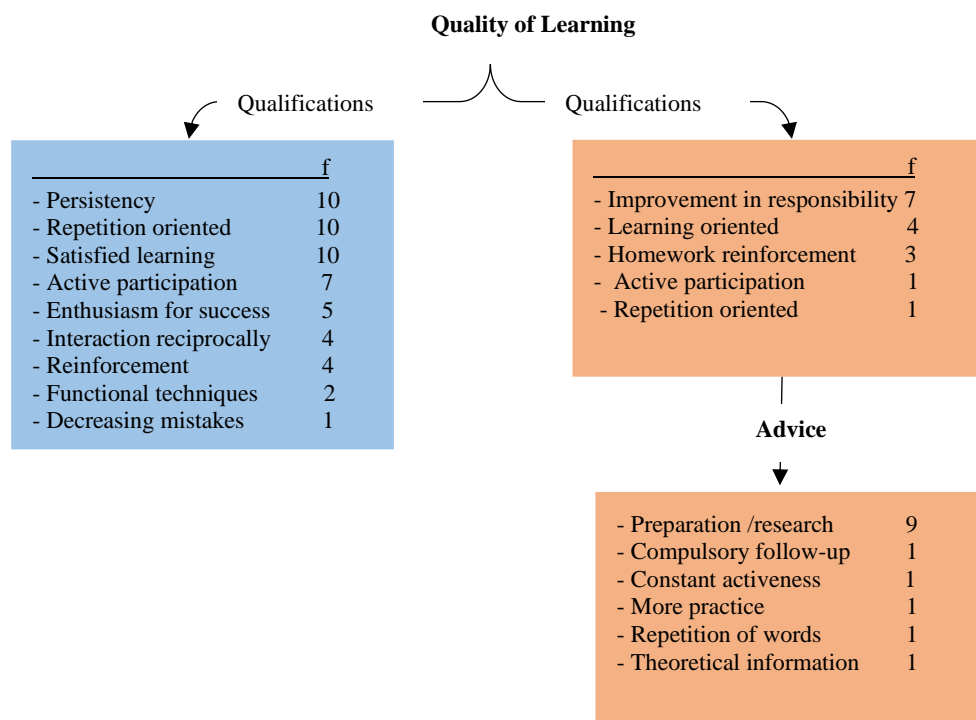 Quality of Learning
Qualifications
Qualifications
f
- Persistency 10
- Repetition oriented 10
- Satisfied learning 10
- Active participation 7
- Enthusiasm for success 5
- Interaction reciprocally 4
- Reinforcement 4
- Functional techniques 2
- Decreasing mistakes 1
f
- Improvement in responsibility 7
- Learning oriented 4
- Homework reinforcement 3
- Active participation 1
- Repetition oriented 1
Advice
- Preparation /research 9
- Compulsory follow-up 1
- Constant activeness 1
- More practice 1
- Repetition of words 1
- Theoretical information 1